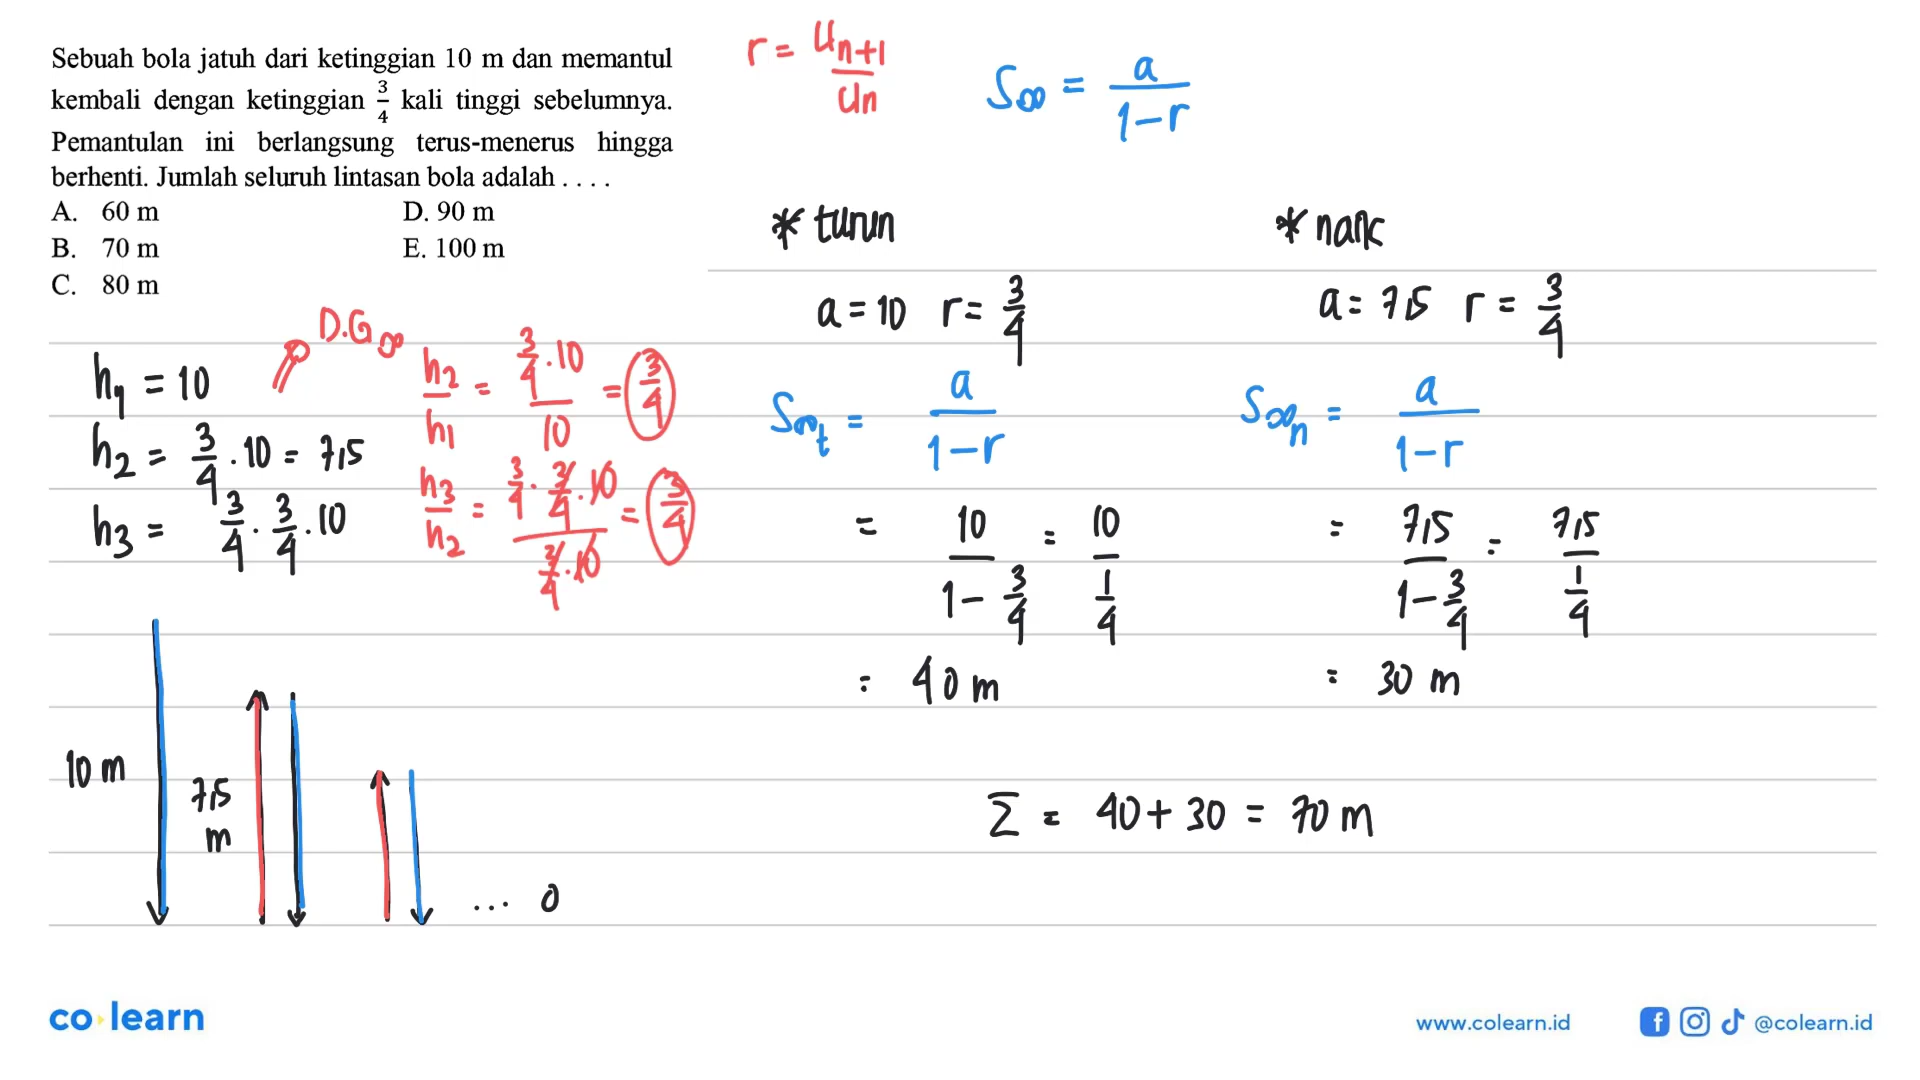 Sebuah bola jatuh dari ketinggian 10 m dan memantul
kembali dengan ketinggian 3/4 kali tinggi sebelumnya.
Pemantulan ini berlangsung terus-menerus hingga
berhenti. Jumlah seluruh lintasan bola adalah . . . .
A. 60 m D. 90 m
B. 70 m E. 100 m
C. 80 m
r = Un+1/Un
S∞ = a/1-r
* turun
a = 10 r = 3/4
S∞t = a/1-r
= 10/1-3/4 = 10/1/4
= 40 m
* naik
a = 7,5 r = 3/4
S∞n = a/1-r
= 7,5/1-3/4 = 7,5/1/4
= 30 m
Σ = 40 + 30 = 70 m
D.G∞
h1 = 10
h2 = 3/4 . 10 = 7,5
h3 = 3/4 . 3/4 . 10
h2/h1 = 3/4 . 10/10 = 3/4
h3/h2 = 3/4 . 3/4 . 10/3/4 . 10 = 3/4
10 m
7,5
m
... 0
co learn
www.colearn.id
@colearn.id